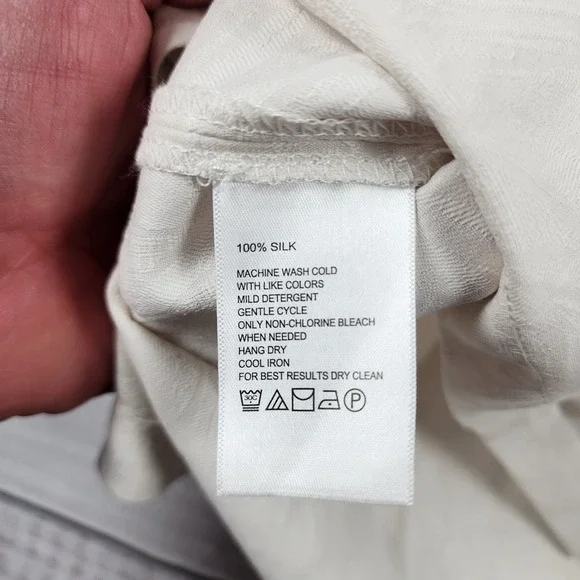 100% SILK
MACHINE WASH COLD
WITH LIKE COLORS
MILD DETERGENT
GENTLE CYCLE
ONLY NON-CHLORINE BLEACH
WHEN NEEDED
HANG DRY
COOL IRON
FOR BEST RESULTS DRY CLEAN
30C P